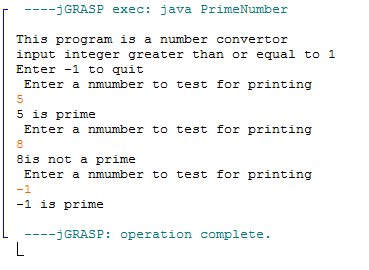 ----jGRASP exec: java PrimeNumber
This program is a number convertor
input integer greater than or equal to 1
Enter -1 to quit
Enter a nmumber to test for printing
5
5 is prime
Enter a nmumber to test for printing
8
8is not a prime
Enter a nmumber to test for printing
-1
-1 is prime
----jGRASP: operation complete.